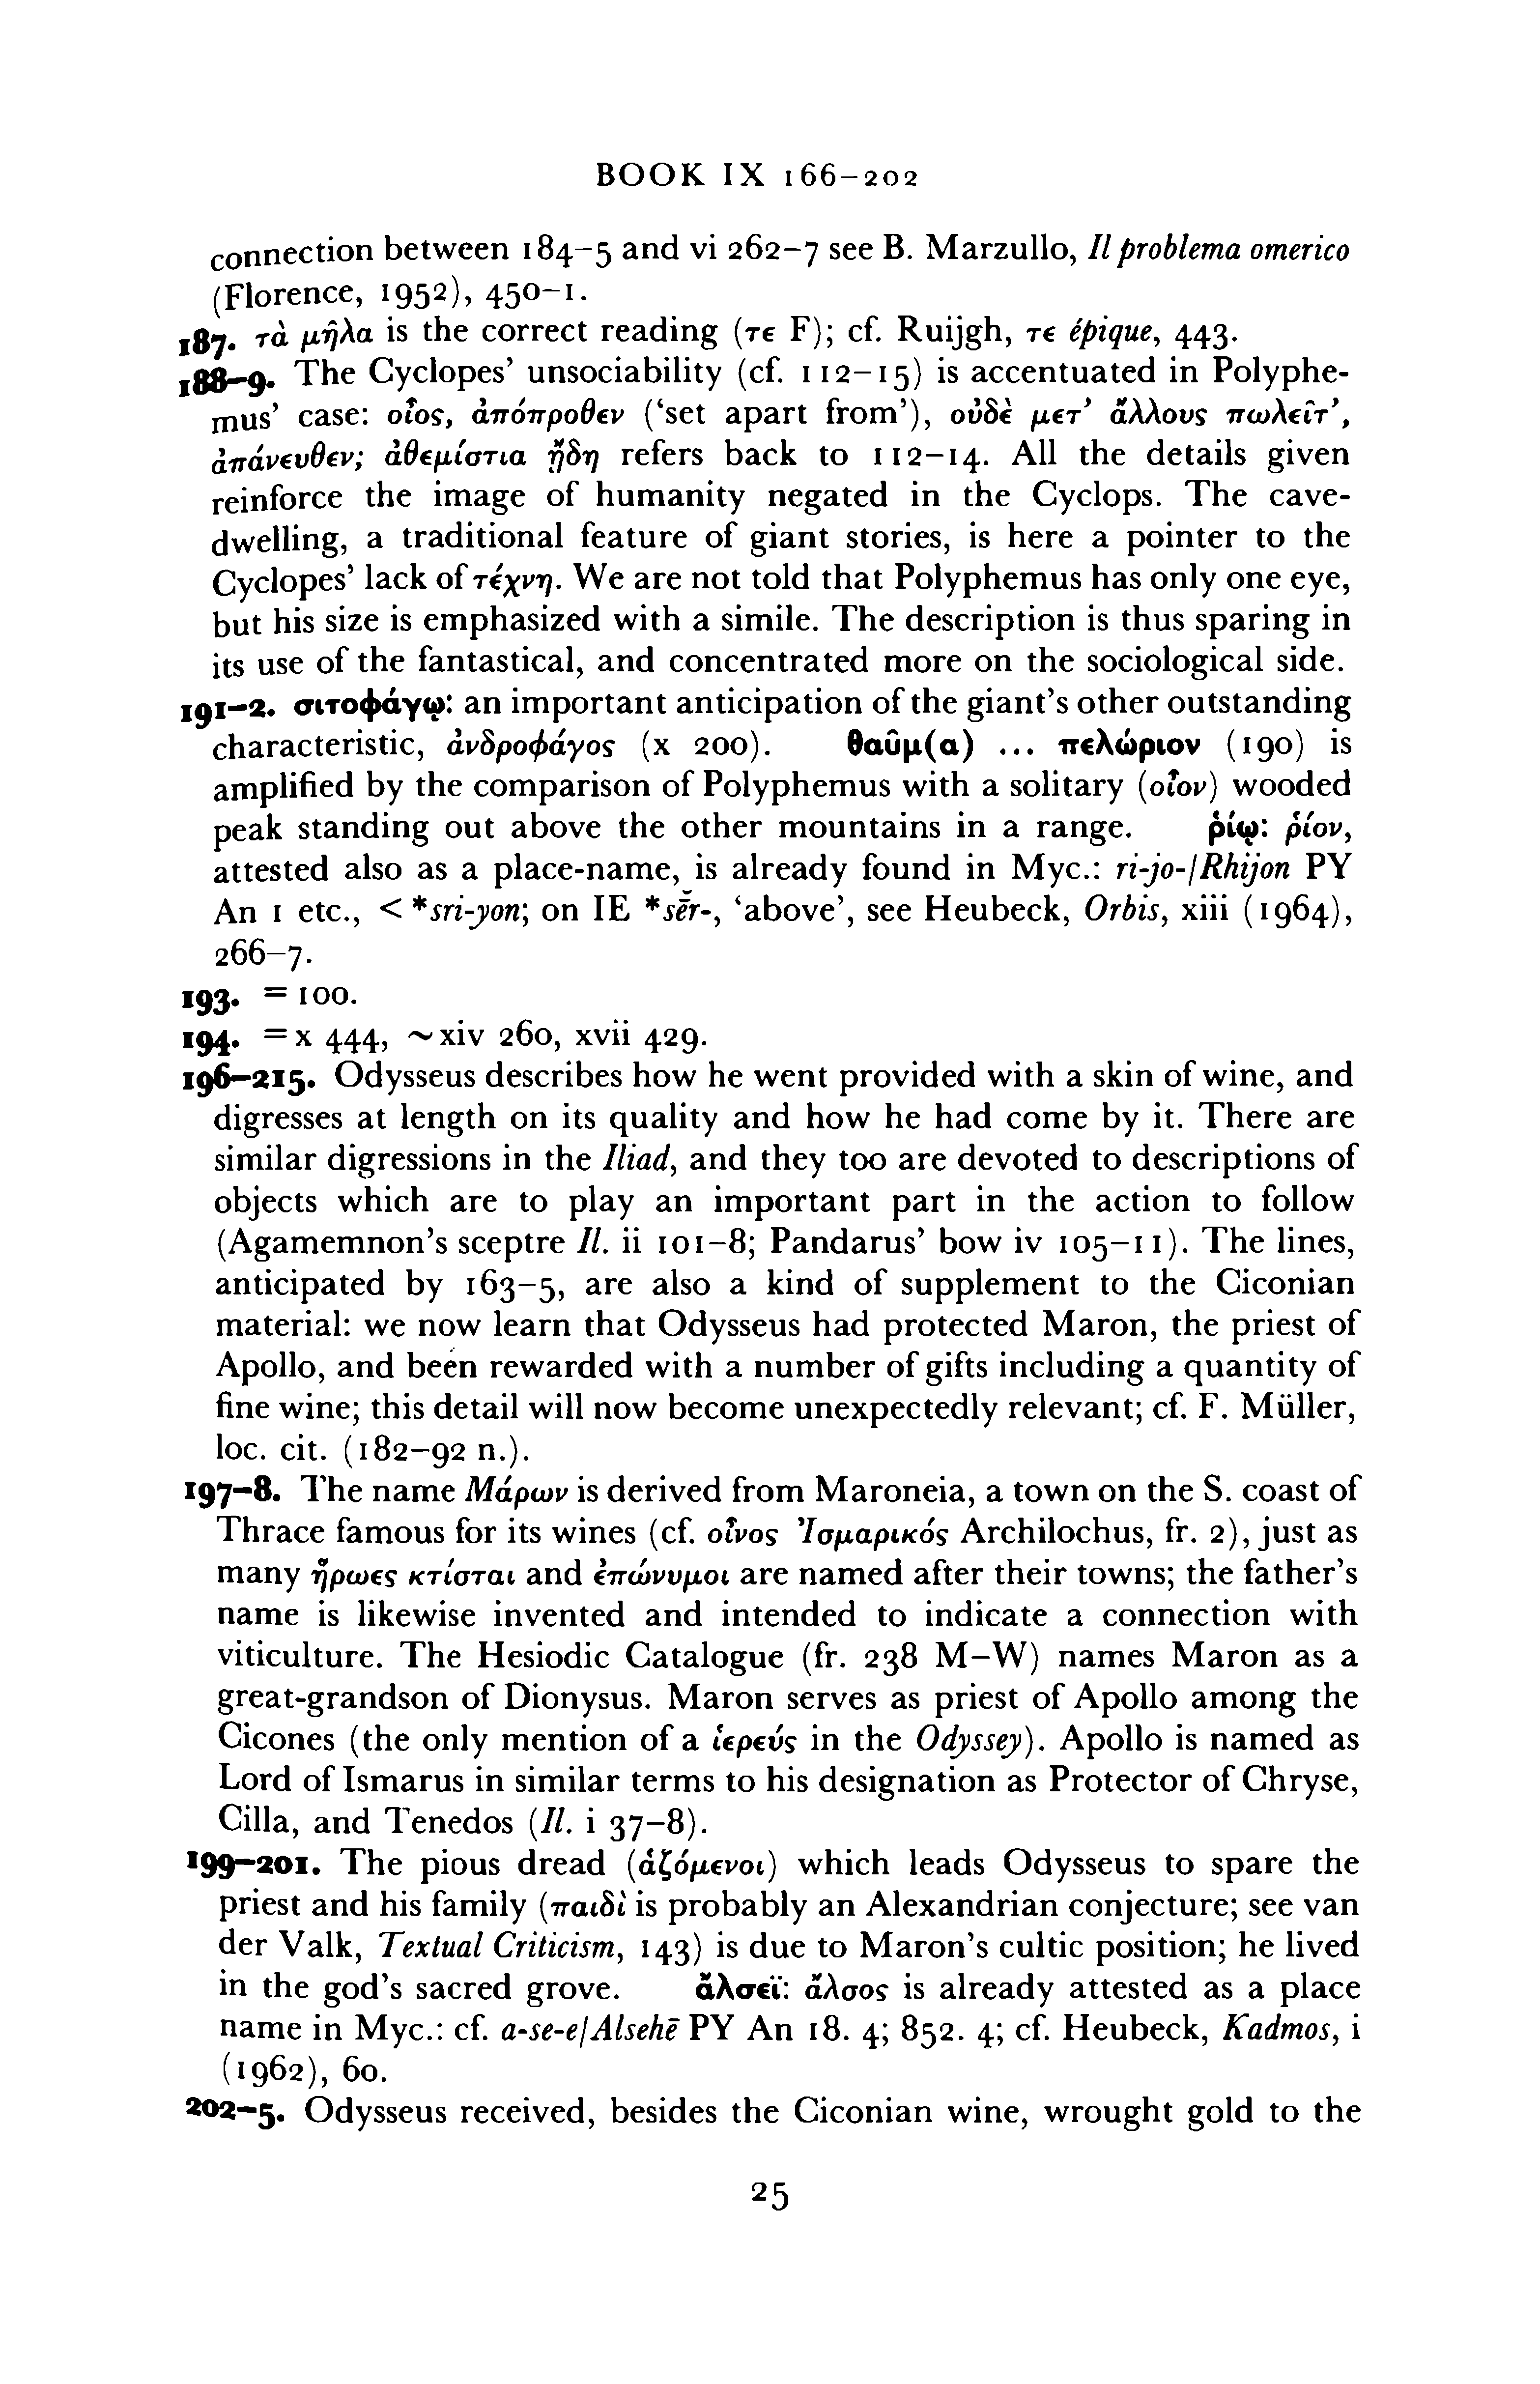 BOOK IX 166–202
connection between 184–5 and vi 262–7 see B. Marzullo, Il problema omerico
(Florence, 1952), 450–1.
187. τὰ μῆλα is the correct reading (τε F); cf. Ruijgh, τε épique, 443.
188–9. The Cyclopes’ unsociability (cf. 112–15) is accentuated in Polyphe-
mus’ case: οἶος, ἀπόπροθεν (‘set apart from’), οὐδὲ μετ’ ἄλλους πωλεῖτ’,
ἀπάνευθεν; ἀθεμίστια ᾔδη refers back to 112–14. All the details given
reinforce the image of humanity negated in the Cyclops. The cave-
dwelling, a traditional feature of giant stories, is here a pointer to the
Cyclopes’ lack of τέχνη. We are not told that Polyphemus has only one eye,
but his size is emphasized with a simile. The description is thus sparing in
its use of the fantastical, and concentrated more on the sociological side.
191–2. σιτοφάγῳ: an important anticipation of the giant’s other outstanding
characteristic, ἀνδροφάγος (x 200). θαῦμ(α) ... πελώριον (190) is
amplified by the comparison of Polyphemus with a solitary (οἶον) wooded
peak standing out above the other mountains in a range. ῥίῳ: ῥίον,
attested also as a place-name, is already found in Myc.: ri-jo-/Rhijon PY
An 1 etc., < *sri-yon; on IE *sēr-, ‘above’, see Heubeck, Orbis, xiii (1964),
266–7.
193. = 100.
194. = x 444, ~ xiv 260, xvii 429.
196–215. Odysseus describes how he went provided with a skin of wine, and
digresses at length on its quality and how he had come by it. There are
similar digressions in the Iliad, and they too are devoted to descriptions of
objects which are to play an important part in the action to follow
(Agamemnon’s sceptre Il. ii 101–8; Pandarus’ bow iv 105–11). The lines,
anticipated by 163–5, are also a kind of supplement to the Ciconian
material: we now learn that Odysseus had protected Maron, the priest of
Apollo, and been rewarded with a number of gifts including a quantity of
fine wine; this detail will now become unexpectedly relevant; cf. F. Müller,
loc. cit. (182–92 n.).
197–8. The name Μάρων is derived from Maroneia, a town on the S. coast of
Thrace famous for its wines (cf. οἶνος Ἰσμαρικός Archilochus, fr. 2), just as
many ἥρωες κτίσται and ἐπώνυμοι are named after their towns; the father’s
name is likewise invented and intended to indicate a connection with
viticulture. The Hesiodic Catalogue (fr. 238 M–W) names Maron as a
great-grandson of Dionysus. Maron serves as priest of Apollo among the
Cicones (the only mention of a ἱερεύς in the Odyssey). Apollo is named as
Lord of Ismarus in similar terms to his designation as Protector of Chryse,
Cilla, and Tenedos (Il. i 37–8).
199–201. The pious dread (ἁζόμενοι) which leads Odysseus to spare the
priest and his family (παιδί is probably an Alexandrian conjecture; see van
der Valk, Textual Criticism, 143) is due to Maron’s cultic position; he lived
in the god’s sacred grove. ἄλσεϊ: ἄλσος is already attested as a place
name in Myc.: cf. a-se-e/Alsehē PY An 18. 4; 852. 4; cf. Heubeck, Kadmos, i
(1962), 60.
202–5. Odysseus received, besides the Ciconian wine, wrought gold to the
25